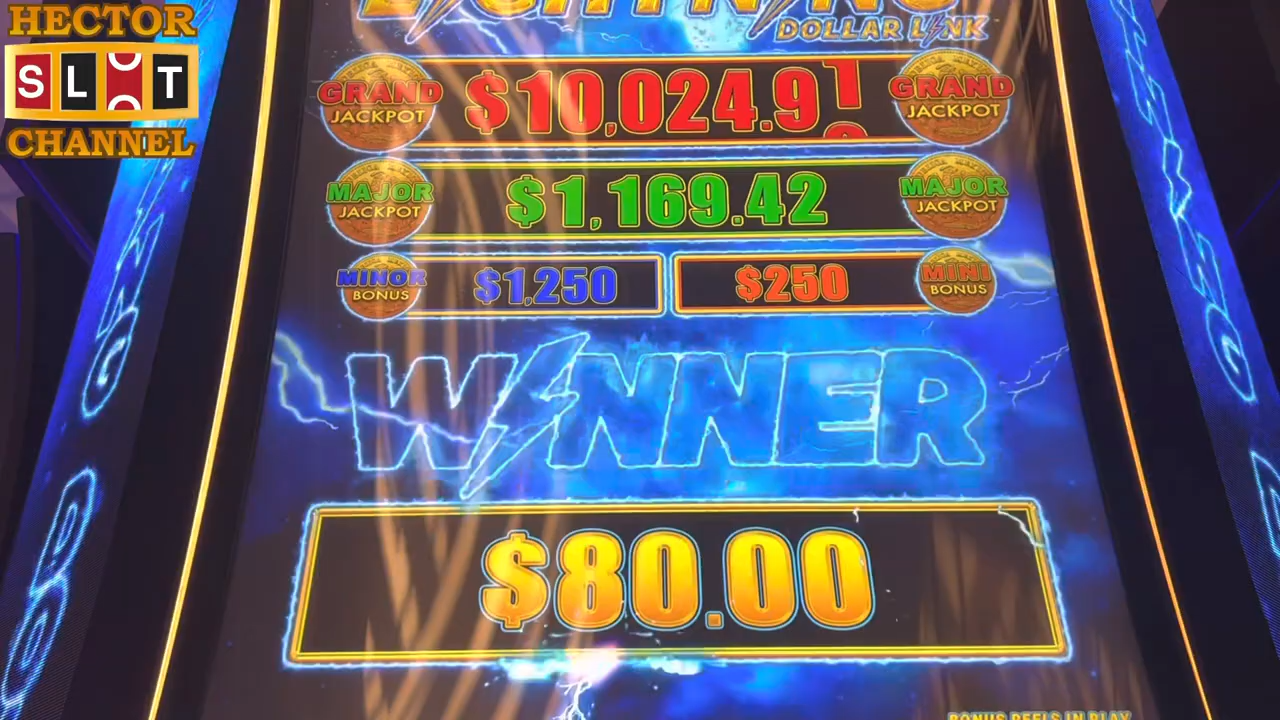 HECTOR
SLOT
CHANNEL
LIGHTNING
DOLLAR LINK
GRAND JACKPOT $10,024.91 GRAND JACKPOT
MAJOR JACKPOT $1,169.42 MAJOR JACKPOT
MINOR BONUS $1,250 $250 MINI BONUS
WINNER
$80.00
BONUS REELS IN PLAY